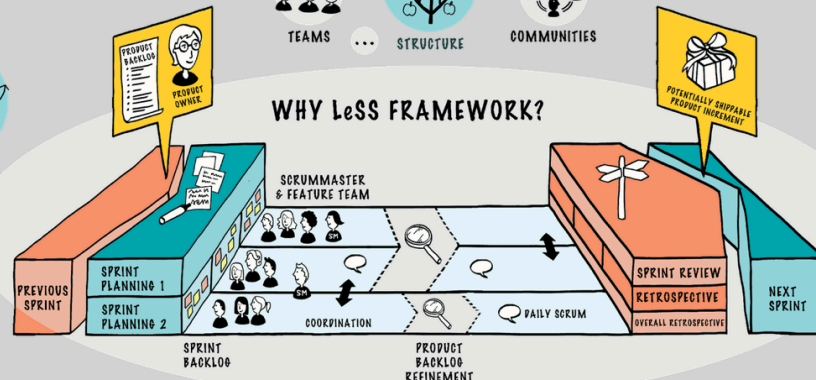 TEAMS
...
STRUCTURE
COMMUNITIES
PRODUCT
BACKLOG
PRODUCT
OWNER
POTENTIALLY SHIPPABLE
PRODUCT INCREMENT
WHY LeSS FRAMEWORK?
SCRUMMASTER
& FEATURE TEAM
SM
SM
PREVIOUS
SPRINT
SPRINT
PLANNING 1
SPRINT
PLANNING 2
COORDINATION
DAILY SCRUM
SPRINT REVIEW
RETROSPECTIVE
OVERALL RETROSPECTIVE
NEXT
SPRINT
SPRINT
BACKLOG
PRODUCT
BACKLOG
REFINEMENT